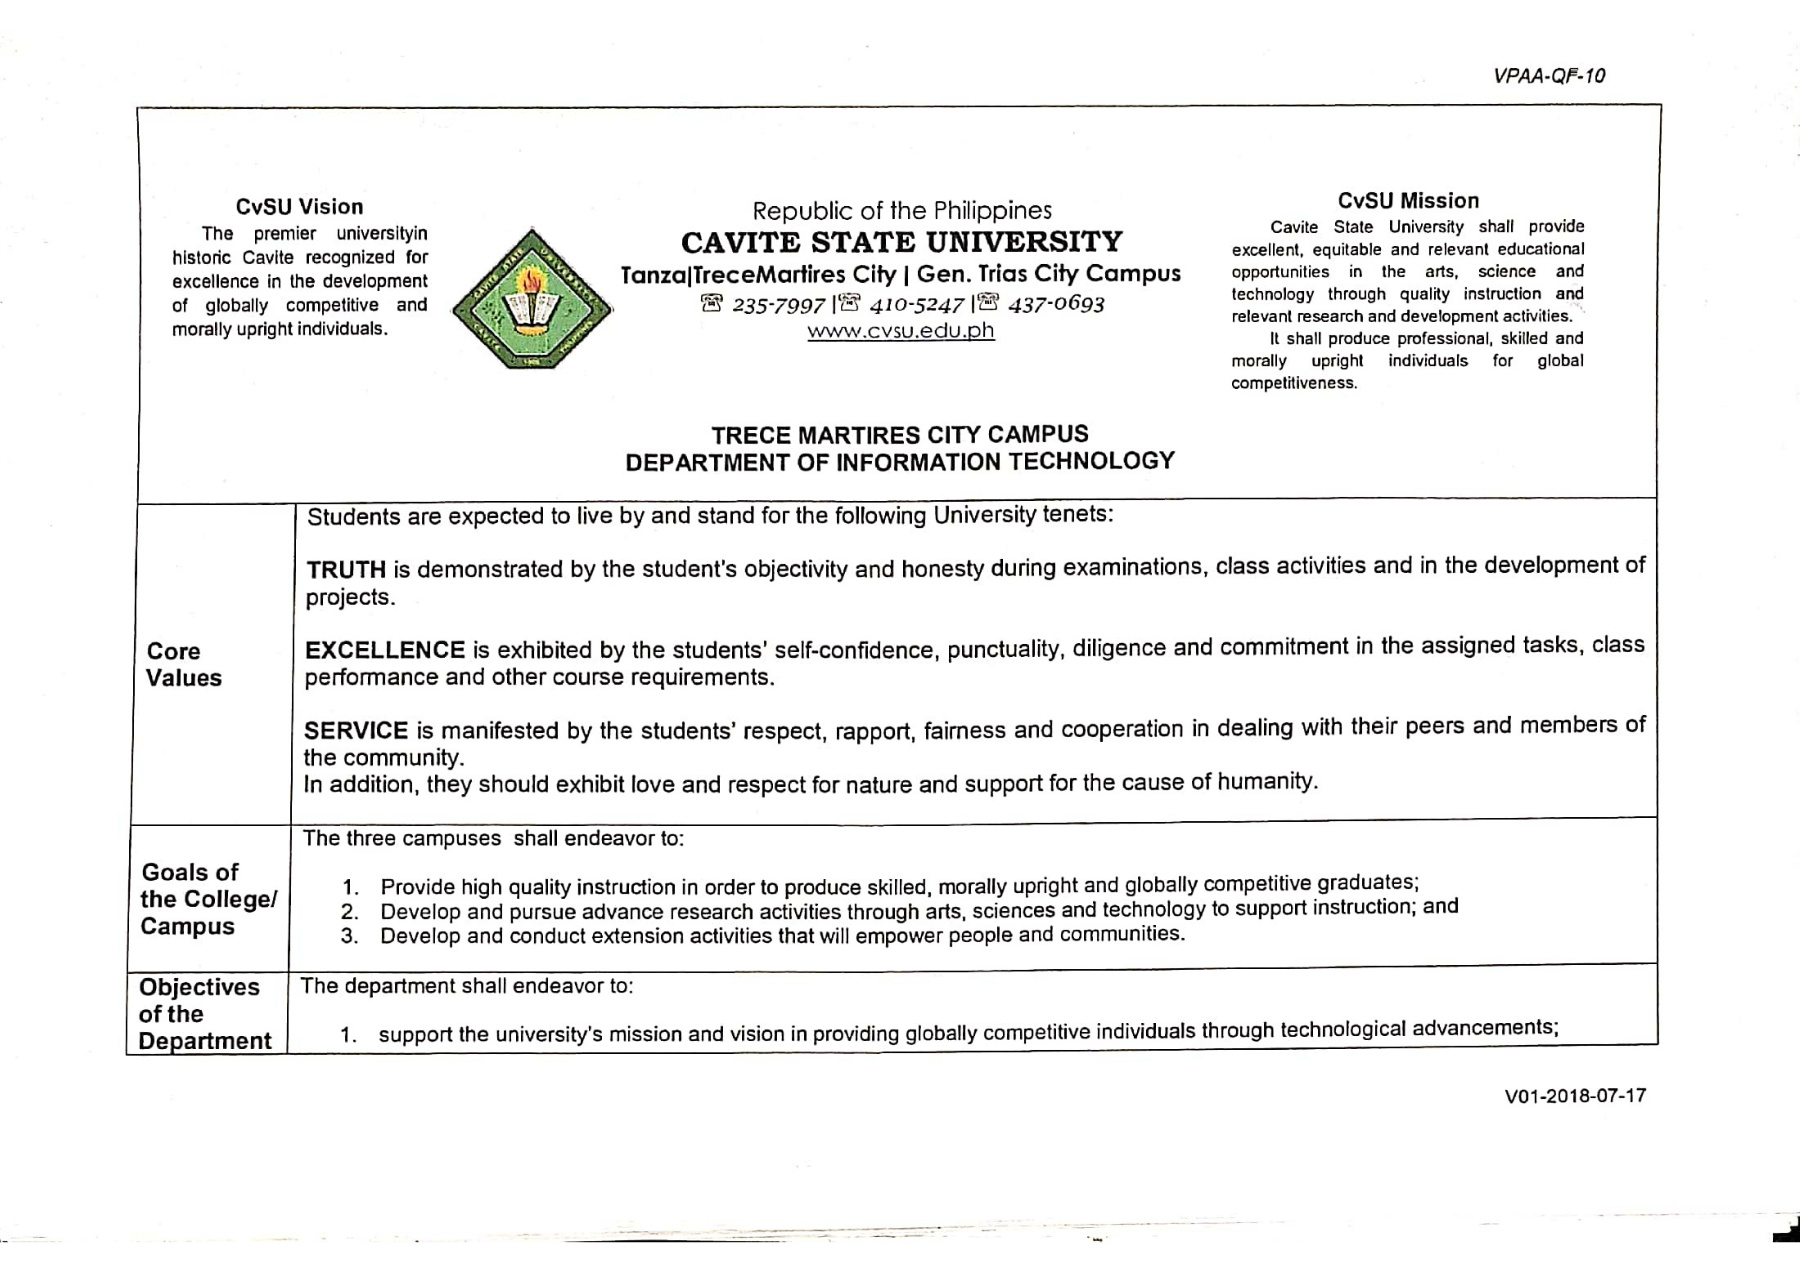 VPAA-QF-10
CvSU Vision
The premier universityin
historic Cavite recognized for
excellence in the development
of globally competitive and
morally upright individuals.
Republic of the Philippines
CAVITE STATE UNIVERSITY
Tanza|TreceMartires City | Gen. Trias City Campus
☏ 235-7997 |☏ 410-5247 |☏ 437-0693
www.cvsu.edu.ph
CvSU Mission
Cavite State University shall provide
excellent, equitable and relevant educational
opportunities in the arts, science and
technology through quality instruction and
relevant research and development activities.
It shall produce professional, skilled and
morally upright individuals for global
competitiveness.
TRECE MARTIRES CITY CAMPUS
DEPARTMENT OF INFORMATION TECHNOLOGY
Core
Values
Students are expected to live by and stand for the following University tenets:
TRUTH is demonstrated by the student's objectivity and honesty during examinations, class activities and in the development of
projects.
EXCELLENCE is exhibited by the students' self-confidence, punctuality, diligence and commitment in the assigned tasks, class
performance and other course requirements.
SERVICE is manifested by the students' respect, rapport, fairness and cooperation in dealing with their peers and members of
the community.
In addition, they should exhibit love and respect for nature and support for the cause of humanity.
Goals of
the College/
Campus
The three campuses shall endeavor to:
1. Provide high quality instruction in order to produce skilled, morally upright and globally competitive graduates;
2. Develop and pursue advance research activities through arts, sciences and technology to support instruction; and
3. Develop and conduct extension activities that will empower people and communities.
Objectives
of the
Department
The department shall endeavor to:
1. support the university's mission and vision in providing globally competitive individuals through technological advancements;
V01-2018-07-17